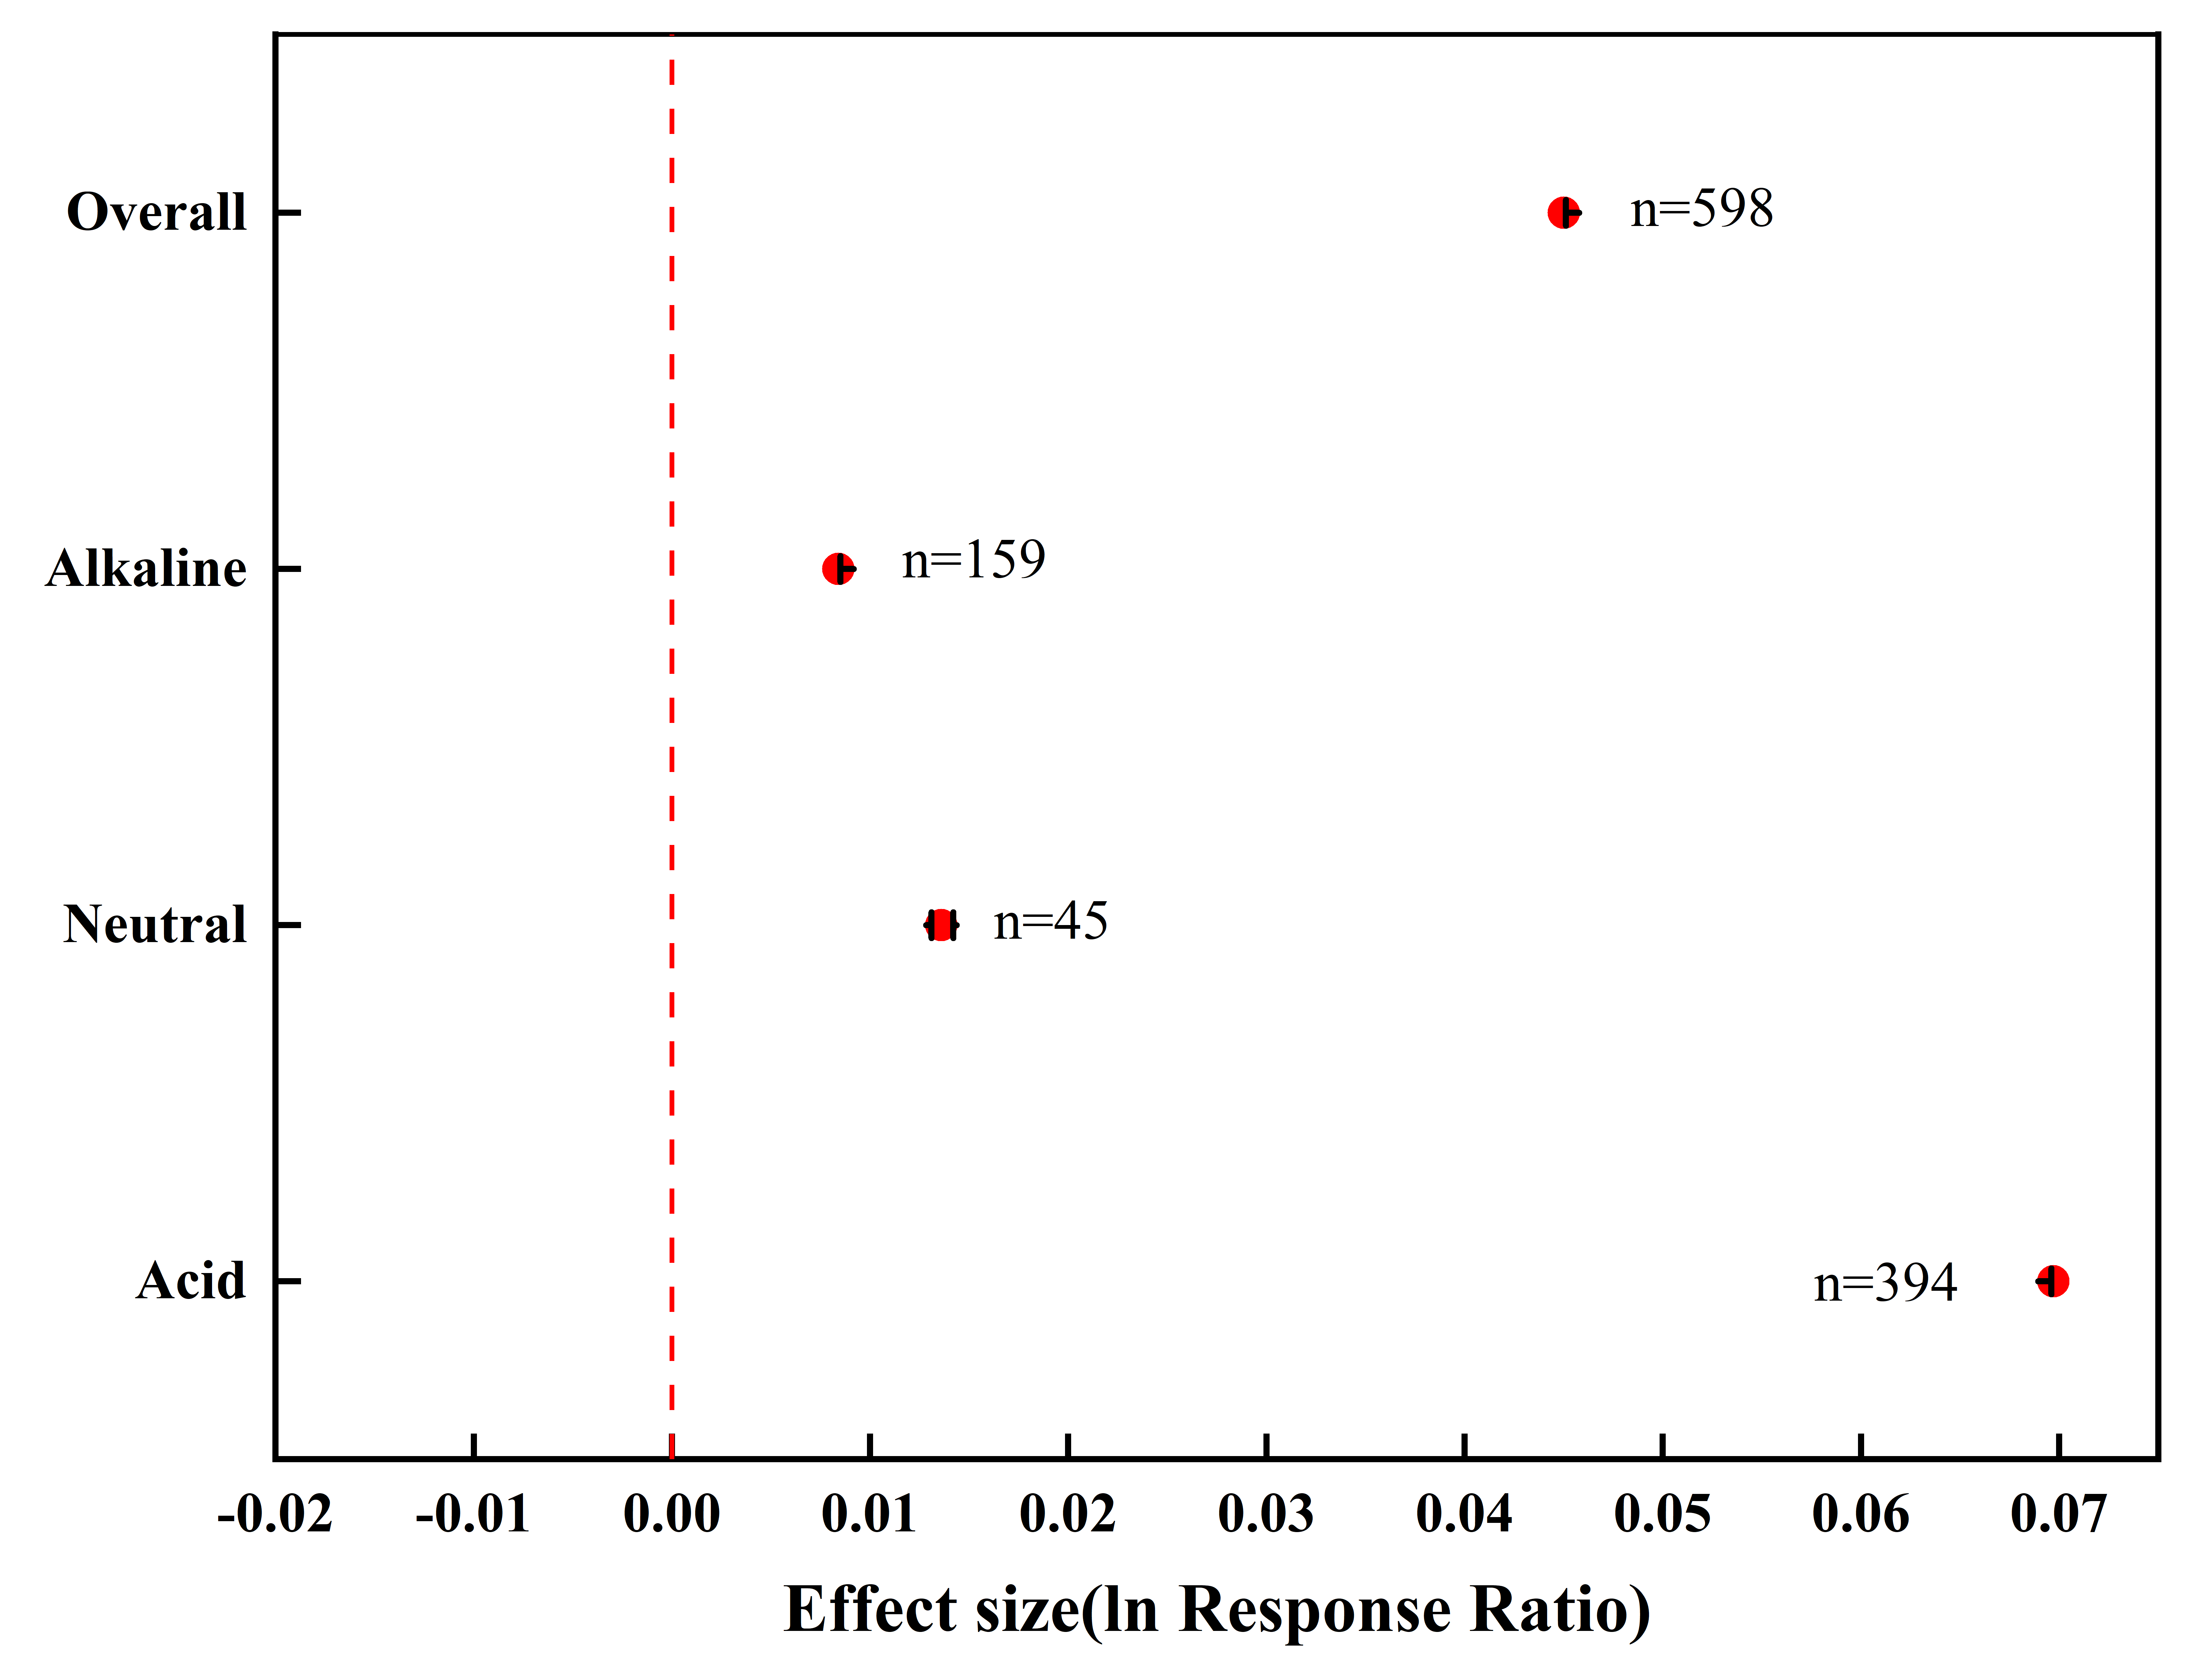 Overall
n=598
Alkaline
n=159
Neutral
n=45
Acid
n=394
-0.02 -0.01 0.00 0.01 0.02 0.03 0.04 0.05 0.06 0.07
Effect size(ln Response Ratio)